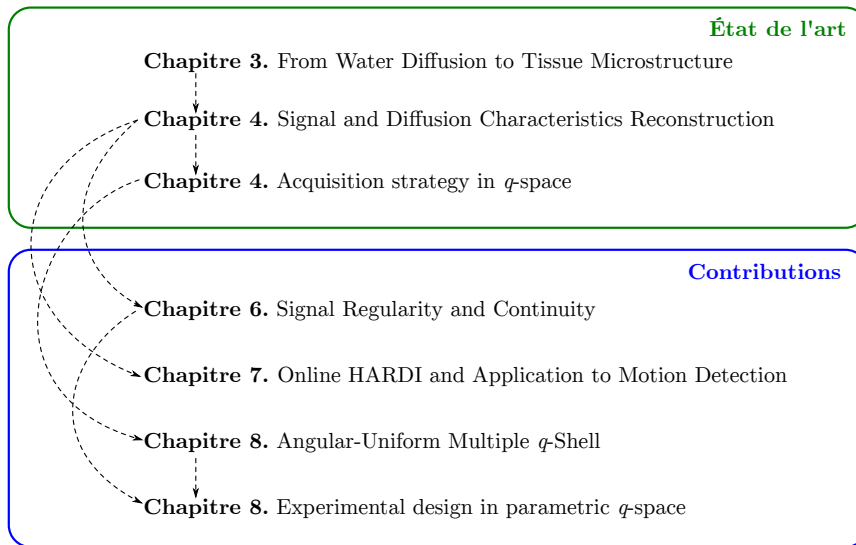 État de l'art
Chapitre 3. From Water Diffusion to Tissue Microstructure
Chapitre 4. Signal and Diffusion Characteristics Reconstruction
Chapitre 4. Acquisition strategy in q-space
Contributions
Chapitre 6. Signal Regularity and Continuity
Chapitre 7. Online HARDI and Application to Motion Detection
Chapitre 8. Angular-Uniform Multiple q-Shell
Chapitre 8. Experimental design in parametric q-space